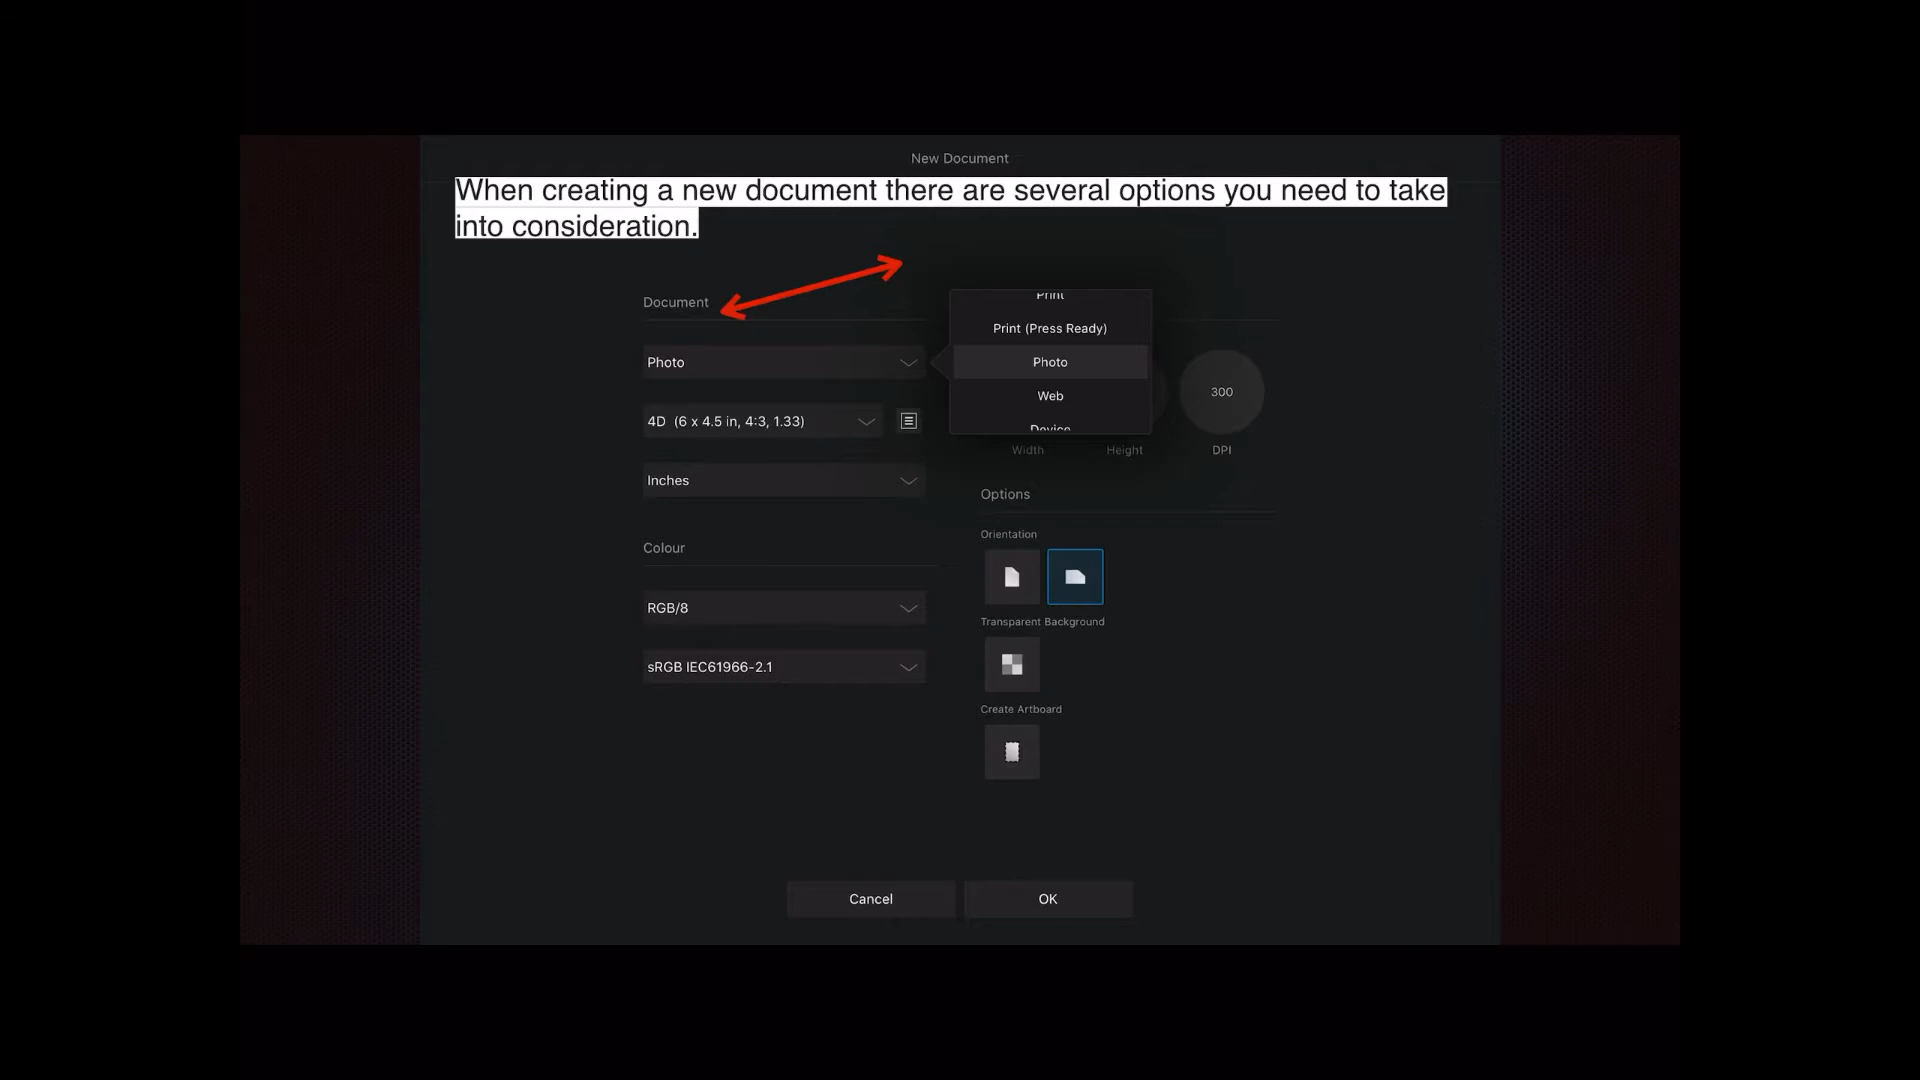 New Document
When creating a new document there are several options you need to take
into consideration.
Document
Print
Print (Press Ready)
Photo
Photo
Web
Device
300
4D (6 x 4.5 in, 4:3, 1.33)
Width
Height
DPI
Inches
Options
Orientation
Colour
RGB/8
Transparent Background
sRGB IEC61966-2.1
Create Artboard
Cancel
OK